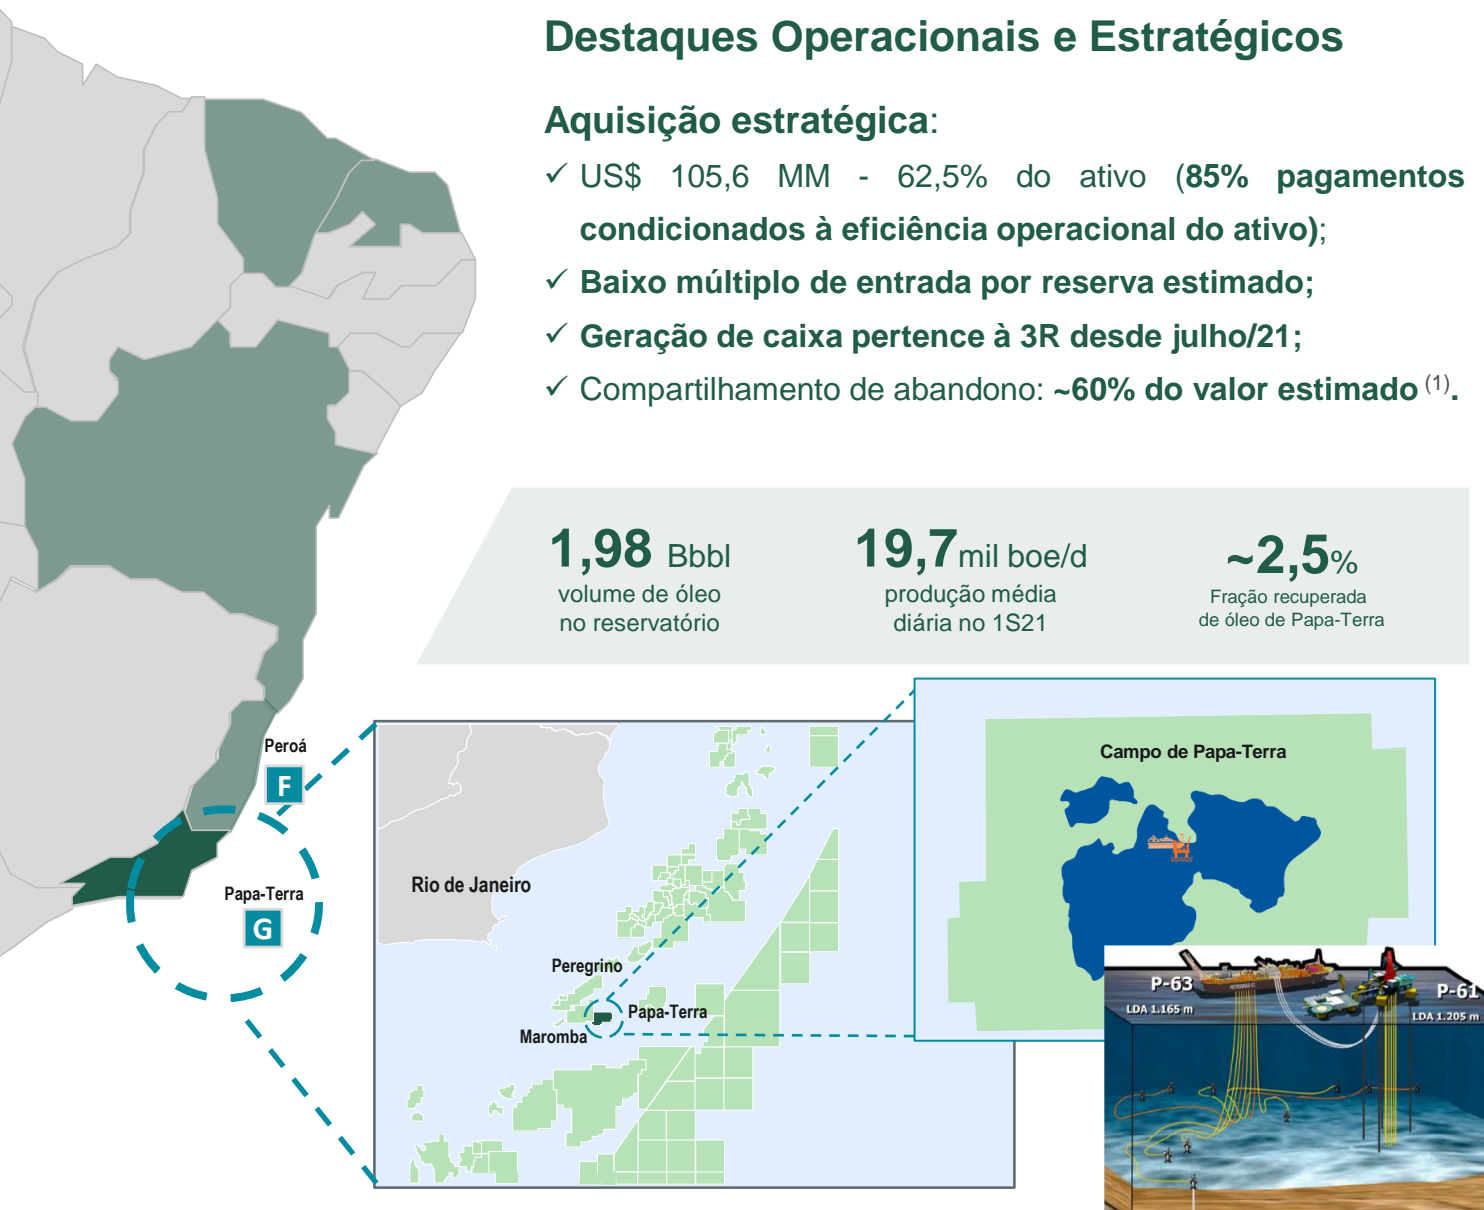 Destaques Operacionais e Estratégicos
Aquisição estratégica:
✓ US$ 105,6 MM - 62,5% do ativo (85% pagamentos
condicionados à eficiência operacional do ativo);
✓ Baixo múltiplo de entrada por reserva estimado;
✓ Geração de caixa pertence à 3R desde julho/21;
✓ Compartilhamento de abandono: ~60% do valor estimado (1).
1,98 Bbbl
volume de óleo
no reservatório
19,7 mil boe/d
produção média
diária no 1S21
~2,5%
Fração recuperada
de óleo de Papa-Terra
Peroá
F
Papa-Terra
G
Rio de Janeiro
Peregrino
Papa-Terra
Maromba
Campo de Papa-Terra
P-63
LDA 1.165 m
P-61
LDA 1.205 m